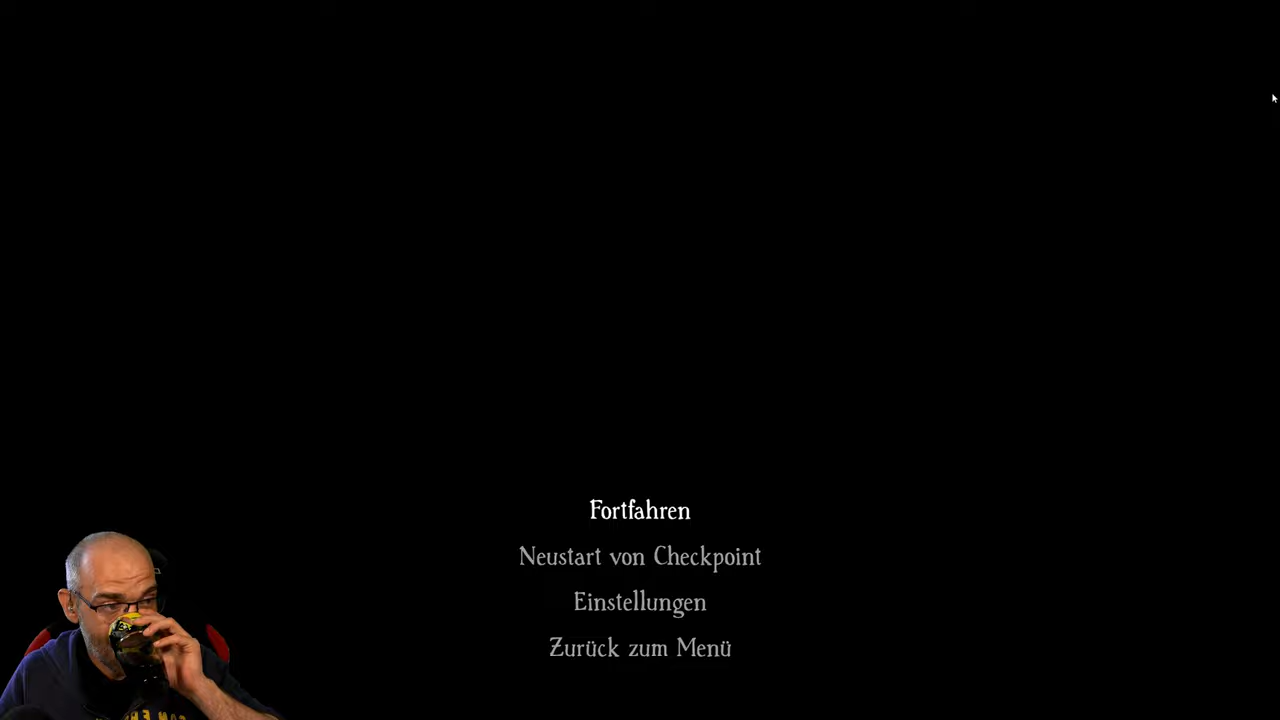 Fortfahren
Neustart von Checkpoint
Einstellungen
Zurück zum Menü